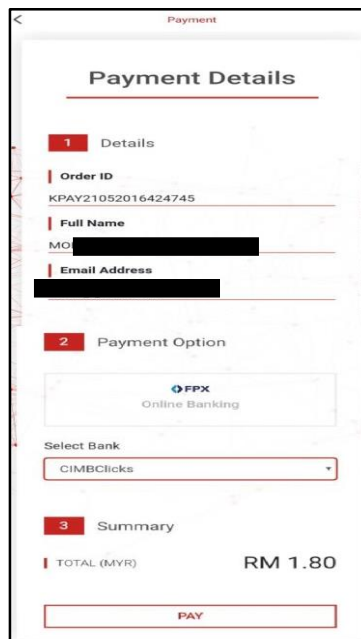 Payment
Payment Details
1 Details
Order ID
KPAY21052016424745
Full Name
Email Address
2 Payment Option
FPX
Online Banking
Select Bank
CIMBClicks
3 Summary
TOTAL (MYR) RM 1.80
PAY